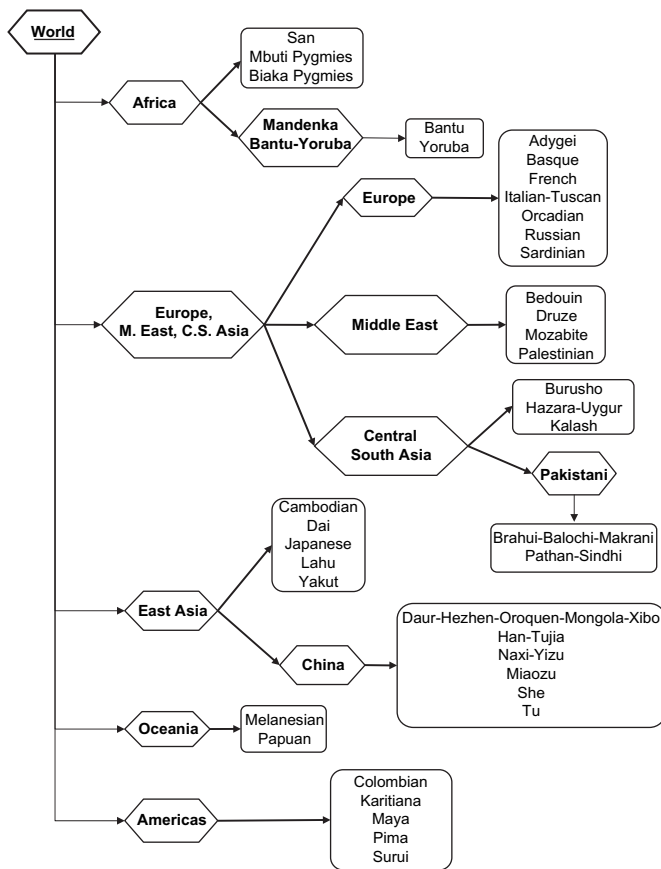 World
San
Mbuti Pygmies
Biaka Pygmies
Africa
Mandenka
Bantu-Yoruba
Bantu
Yoruba
Europe,
M. East, C.S. Asia
Europe
Adygei
Basque
French
Italian-Tuscan
Orcadian
Russian
Sardinian
Middle East
Bedouin
Druze
Mozabite
Palestinian
Central
South Asia
Burusho
Hazara-Uygur
Kalash
Pakistani
Brahui-Balochi-Makrani
Pathan-Sindhi
East Asia
Cambodian
Dai
Japanese
Lahu
Yakut
China
Daur-Hezhen-Oroquen-Mongola-Xibo
Han-Tujia
Naxi-Yizu
Miaozu
She
Tu
Oceania
Melanesian
Papuan
Americas
Colombian
Karitiana
Maya
Pima
Surui